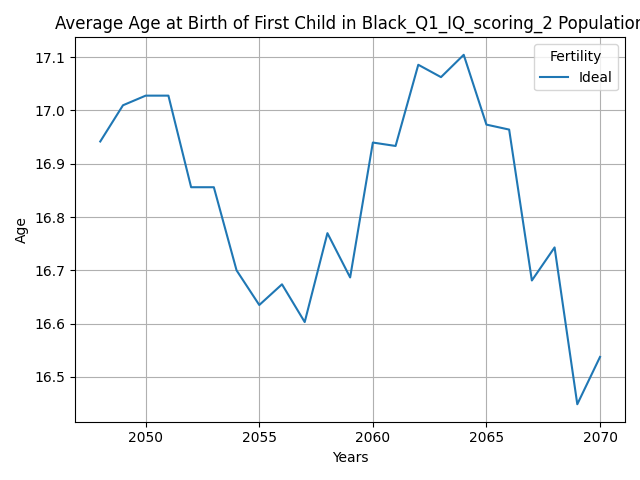 Average Age at Birth of First Child in Black_Q1_IQ_scoring_2 Population
Fertility
Ideal
17.1
17.0
16.9
16.8
16.7
16.6
16.5
Age
2050 2055 2060 2065 2070
Years